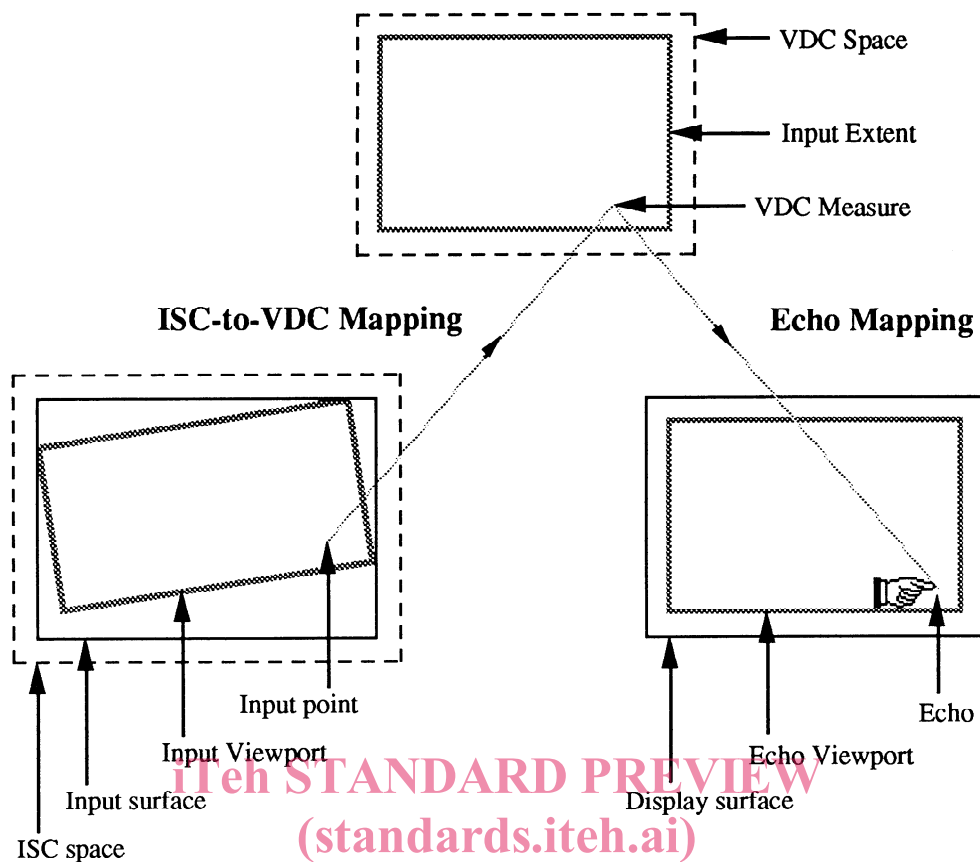 VDC Space
Input Extent
VDC Measure
ISC-to-VDC Mapping
Echo Mapping
Input point
Echo
Input Viewport
Echo Viewport
iTeh STANDARD PREVIEW
Input surface
Display surface
(standards.iteh.ai)
ISC space